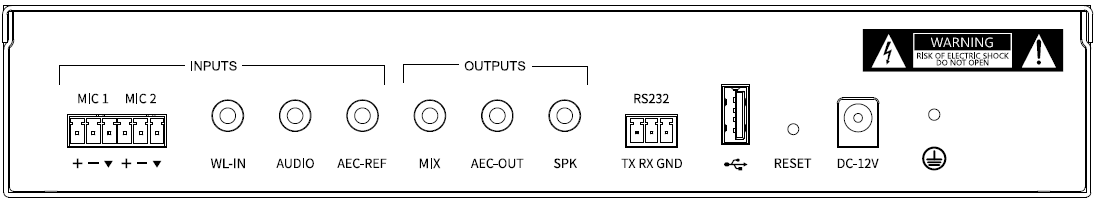 WARNING
RISK OF ELECTRIC SHOCK
DO NOT OPEN
INPUTS
OUTPUTS
MIC 1 MIC 2
RS232
+ − ▼ + − ▼
WL-IN
AUDIO
AEC-REF
MIX
AEC-OUT
SPK
TX RX GND
RESET
DC-12V